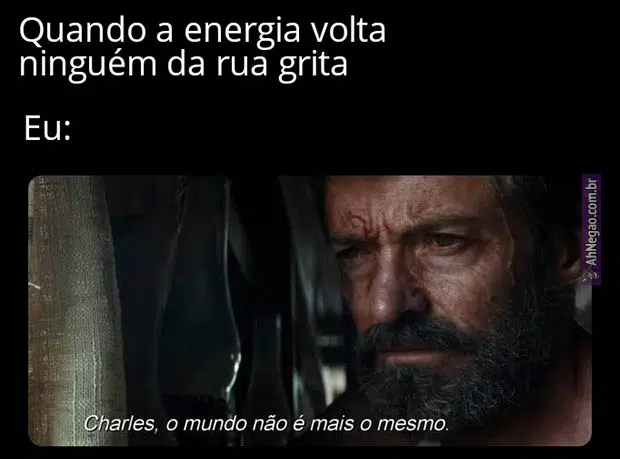 Quando a energia volta
ninguém da rua grita
Eu:
AhNegao.com.br
Charles, o mundo não é mais o mesmo.